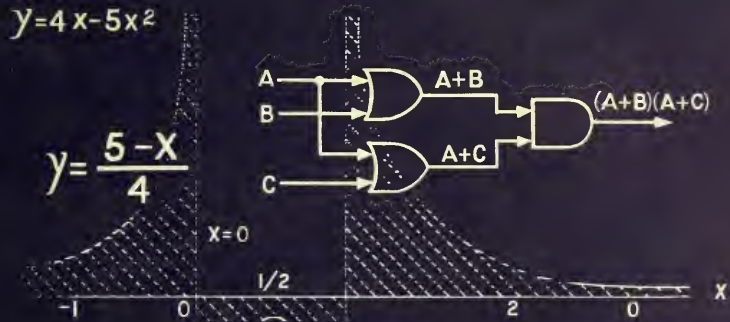 y=4x-5x²
A
A+B
B
(A+B)(A+C)
y= 5-x
4
A+C
C
x=0
1/2
-1 0 2 0 x